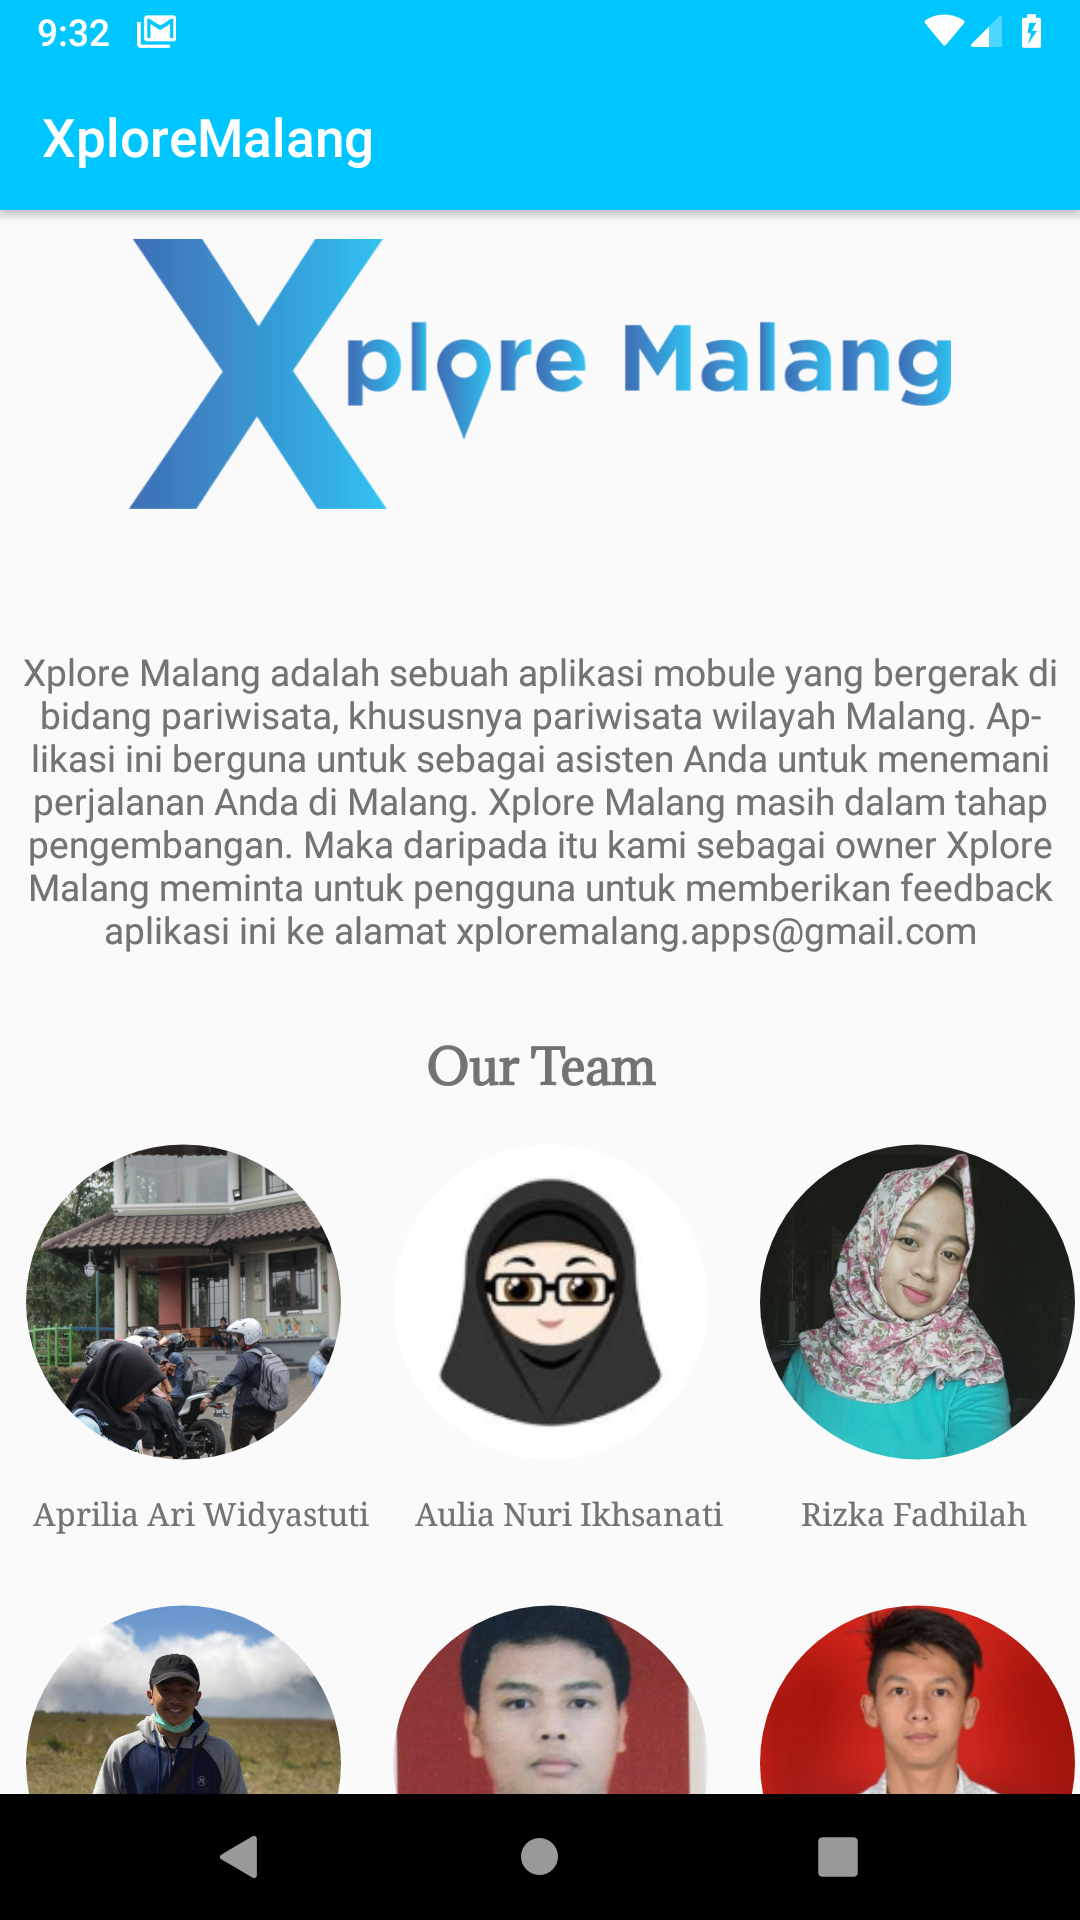 9:32
XploreMalang
Xplore Malang
Xplore Malang adalah sebuah aplikasi mobule yang bergerak di
bidang pariwisata, khususnya pariwisata wilayah Malang. Ap-
likasi ini berguna untuk sebagai asisten Anda untuk menemani
perjalanan Anda di Malang. Xplore Malang masih dalam tahap
pengembangan. Maka daripada itu kami sebagai owner Xplore
Malang meminta untuk pengguna untuk memberikan feedback
aplikasi ini ke alamat xploremalang.apps@gmail.com
Our Team
Aprilia Ari Widyastuti
Aulia Nuri Ikhsanati
Rizka Fadhilah